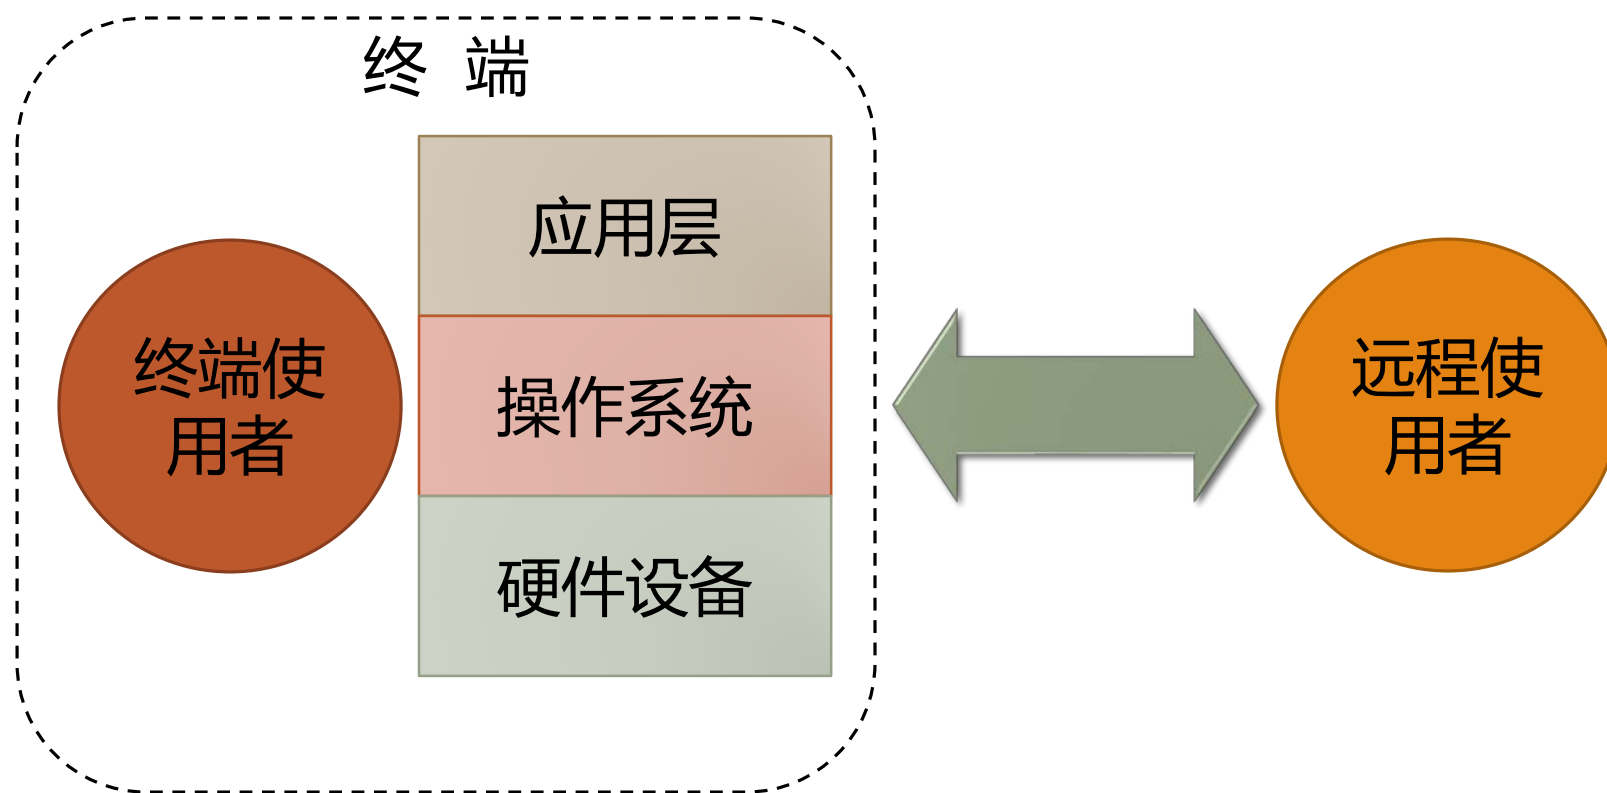 终 端
应用层
终端使
用者
操作系统
硬件设备
远程使
用者